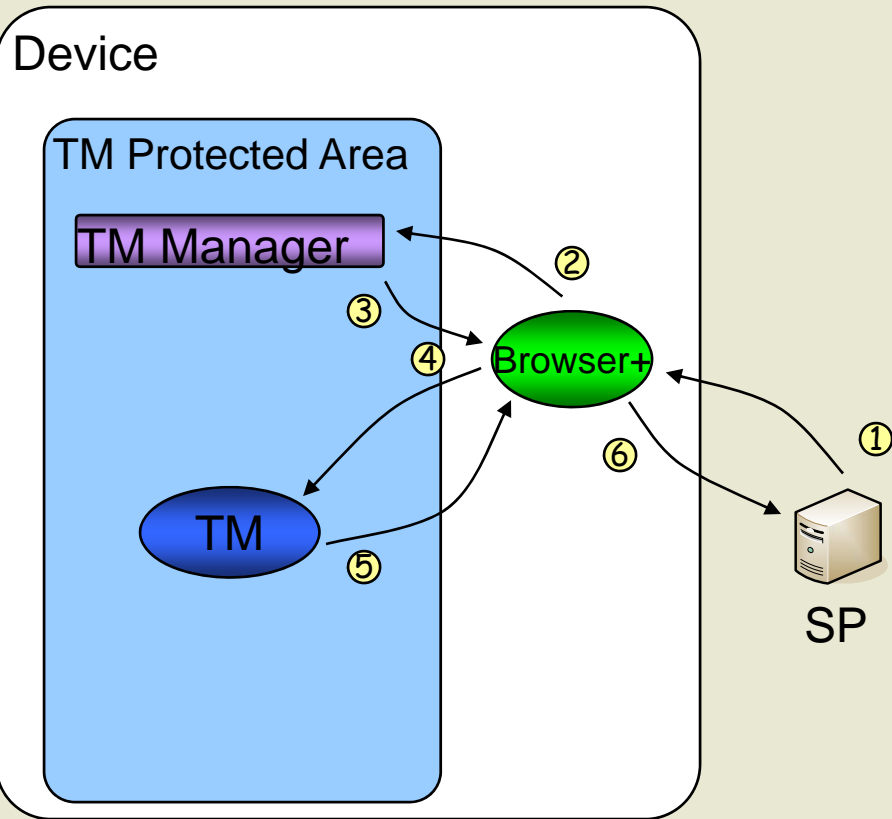 Device
TM Protected Area
TM Manager
2
3
4
Browser+
1
6
TM
5
SP